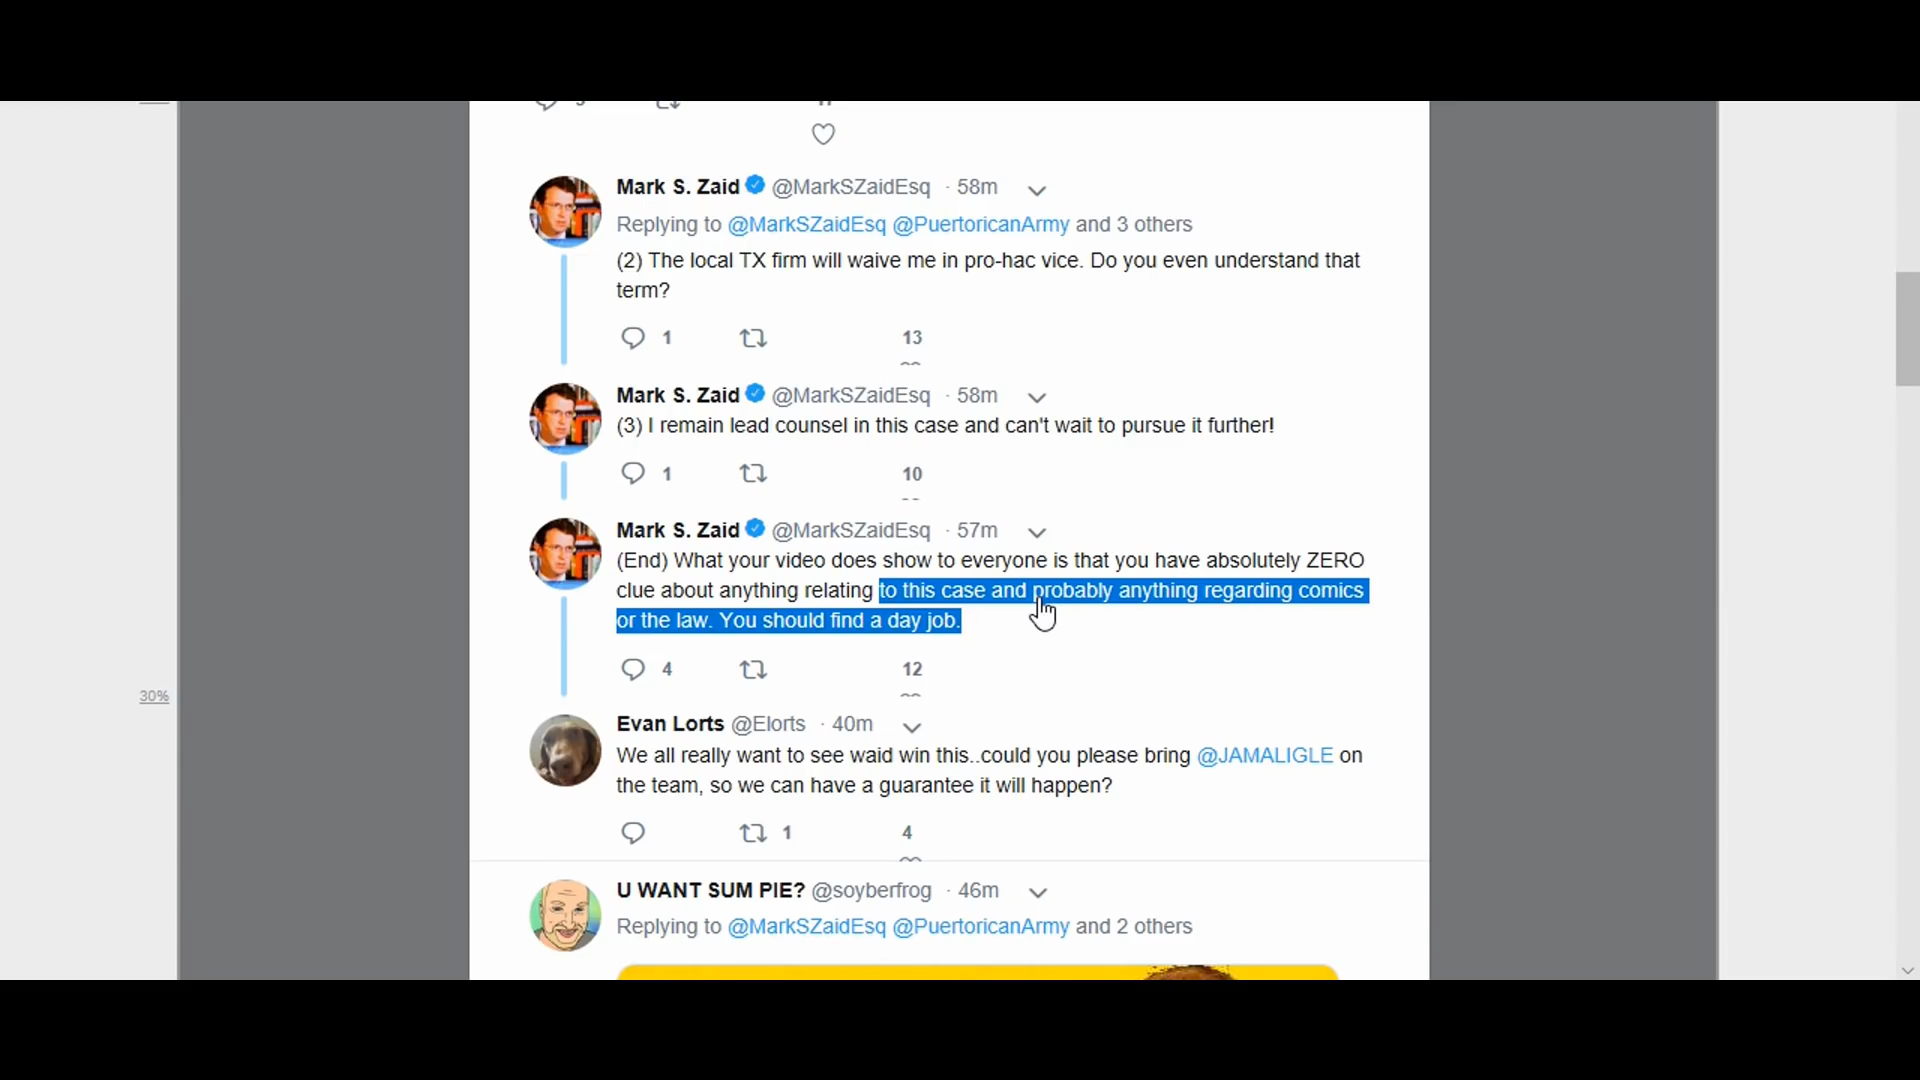 Mark S. Zaid @MarkSZaidEsq · 58m
Replying to @MarkSZaidEsq @PuertoricanArmy and 3 others
(2) The local TX firm will waive me in pro-hac vice. Do you even understand that
term?
1 13
Mark S. Zaid @MarkSZaidEsq · 58m
(3) I remain lead counsel in this case and can't wait to pursue it further!
1 10
Mark S. Zaid @MarkSZaidEsq · 57m
(End) What your video does show to everyone is that you have absolutely ZERO
clue about anything relating to this case and probably anything regarding comics
or the law. You should find a day job.
4 12
30%
Evan Lorts @Elorts · 40m
We all really want to see waid win this..could you please bring @JAMALIGLE on
the team, so we can have a guarantee it will happen?
1 4
U WANT SUM PIE? @soyberfrog · 46m
Replying to @MarkSZaidEsq @PuertoricanArmy and 2 others